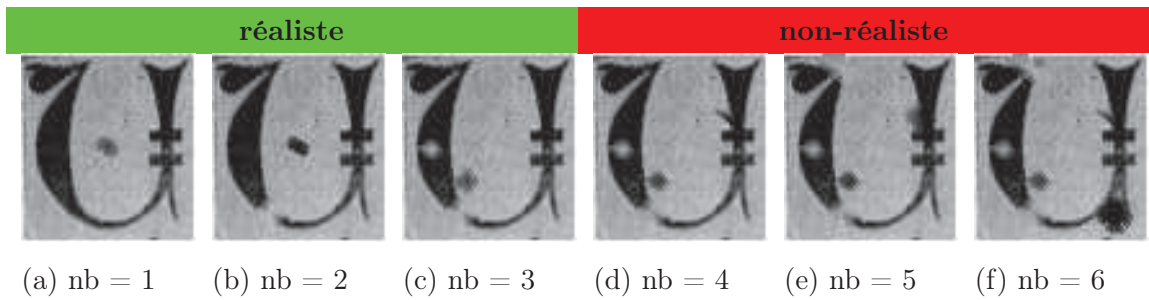 réaliste non-réaliste
(a) nb = 1 (b) nb = 2 (c) nb = 3 (d) nb = 4 (e) nb = 5 (f) nb = 6